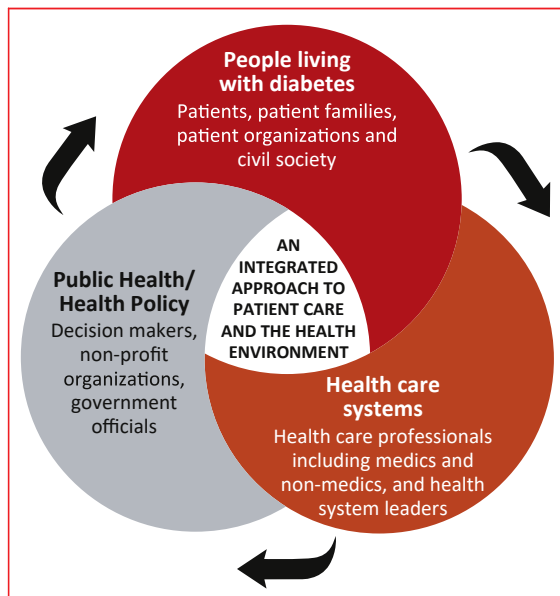 People living
with diabetes
Patients, patient families,
patient organizations and
civil society
AN
INTEGRATED
APPROACH TO
PATIENT CARE
AND THE HEALTH
ENVIRONMENT
Public Health/
Health Policy
Decision makers,
non-profit
organizations,
government
officials
Health care
systems
Health care professionals
including medics and
non-medics, and health
system leaders